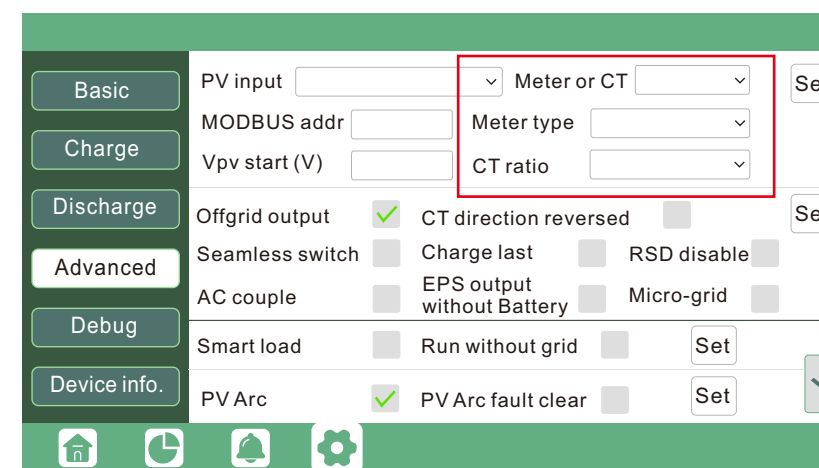 Basic
Charge
Discharge
Advanced
Debug
Device info.
PV input Meter or CT Se
MODBUS addr Meter type
Vpv start (V) CT ratio
Offgrid output CT direction reversed Se
Seamless switch Charge last RSD disable
AC couple EPS output without Battery Micro-grid
Smart load Run without grid Set
PV Arc PV Arc fault clear Set